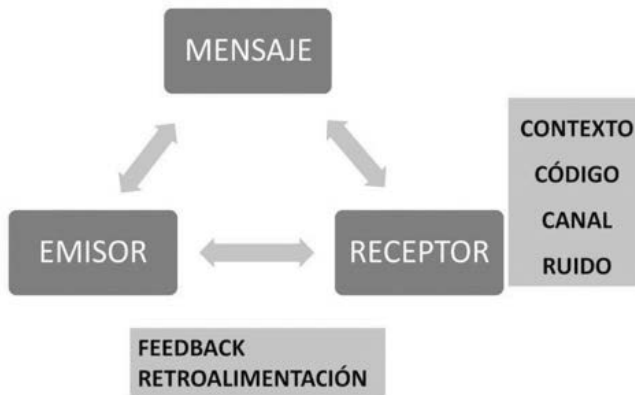 MENSAJE
CONTEXTO
CÓDIGO
CANAL
RUIDO
EMISOR
RECEPTOR
FEEDBACK
RETROALIMENTACIÓN